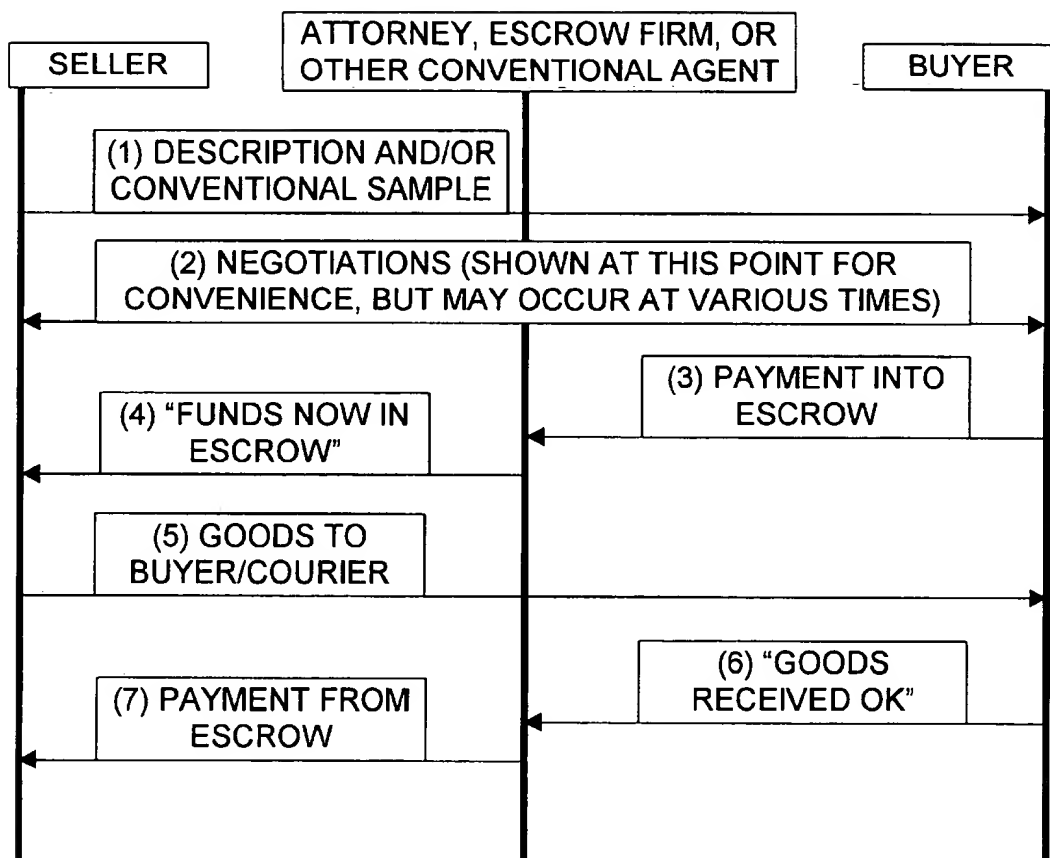 SELLER
ATTORNEY, ESCROW FIRM, OR
OTHER CONVENTIONAL AGENT
BUYER
(1) DESCRIPTION AND/OR
CONVENTIONAL SAMPLE
(2) NEGOTIATIONS (SHOWN AT THIS POINT FOR
CONVENIENCE, BUT MAY OCCUR AT VARIOUS TIMES)
(3) PAYMENT INTO
ESCROW
(4) “FUNDS NOW IN
ESCROW”
(5) GOODS TO
BUYER/COURIER
(6) “GOODS
RECEIVED OK”
(7) PAYMENT FROM
ESCROW